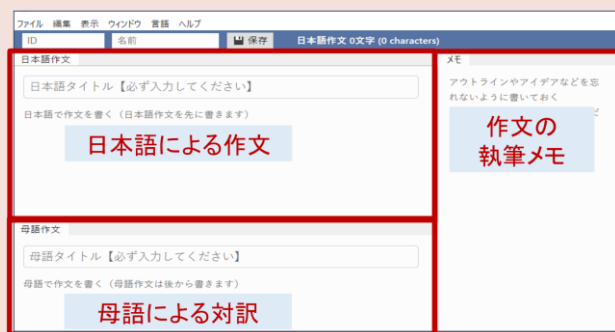 ファイル 編集 表示 ウィンドウ 言語 ヘルプ
ID 名前 保存 日本語作文 0文字 (0 characters)
日本語作文
日本語タイトル【必ず入力してください】
日本語で作文を書く（日本語作文を先に書きます）
日本語による作文
母語作文
母語タイトル【必ず入力してください】
母語で作文を書く（母語作文は後から書きます）
母語による対訳
メモ
アウトラインやアイデアなどを忘
れないように書いておく
作文の
執筆メモ